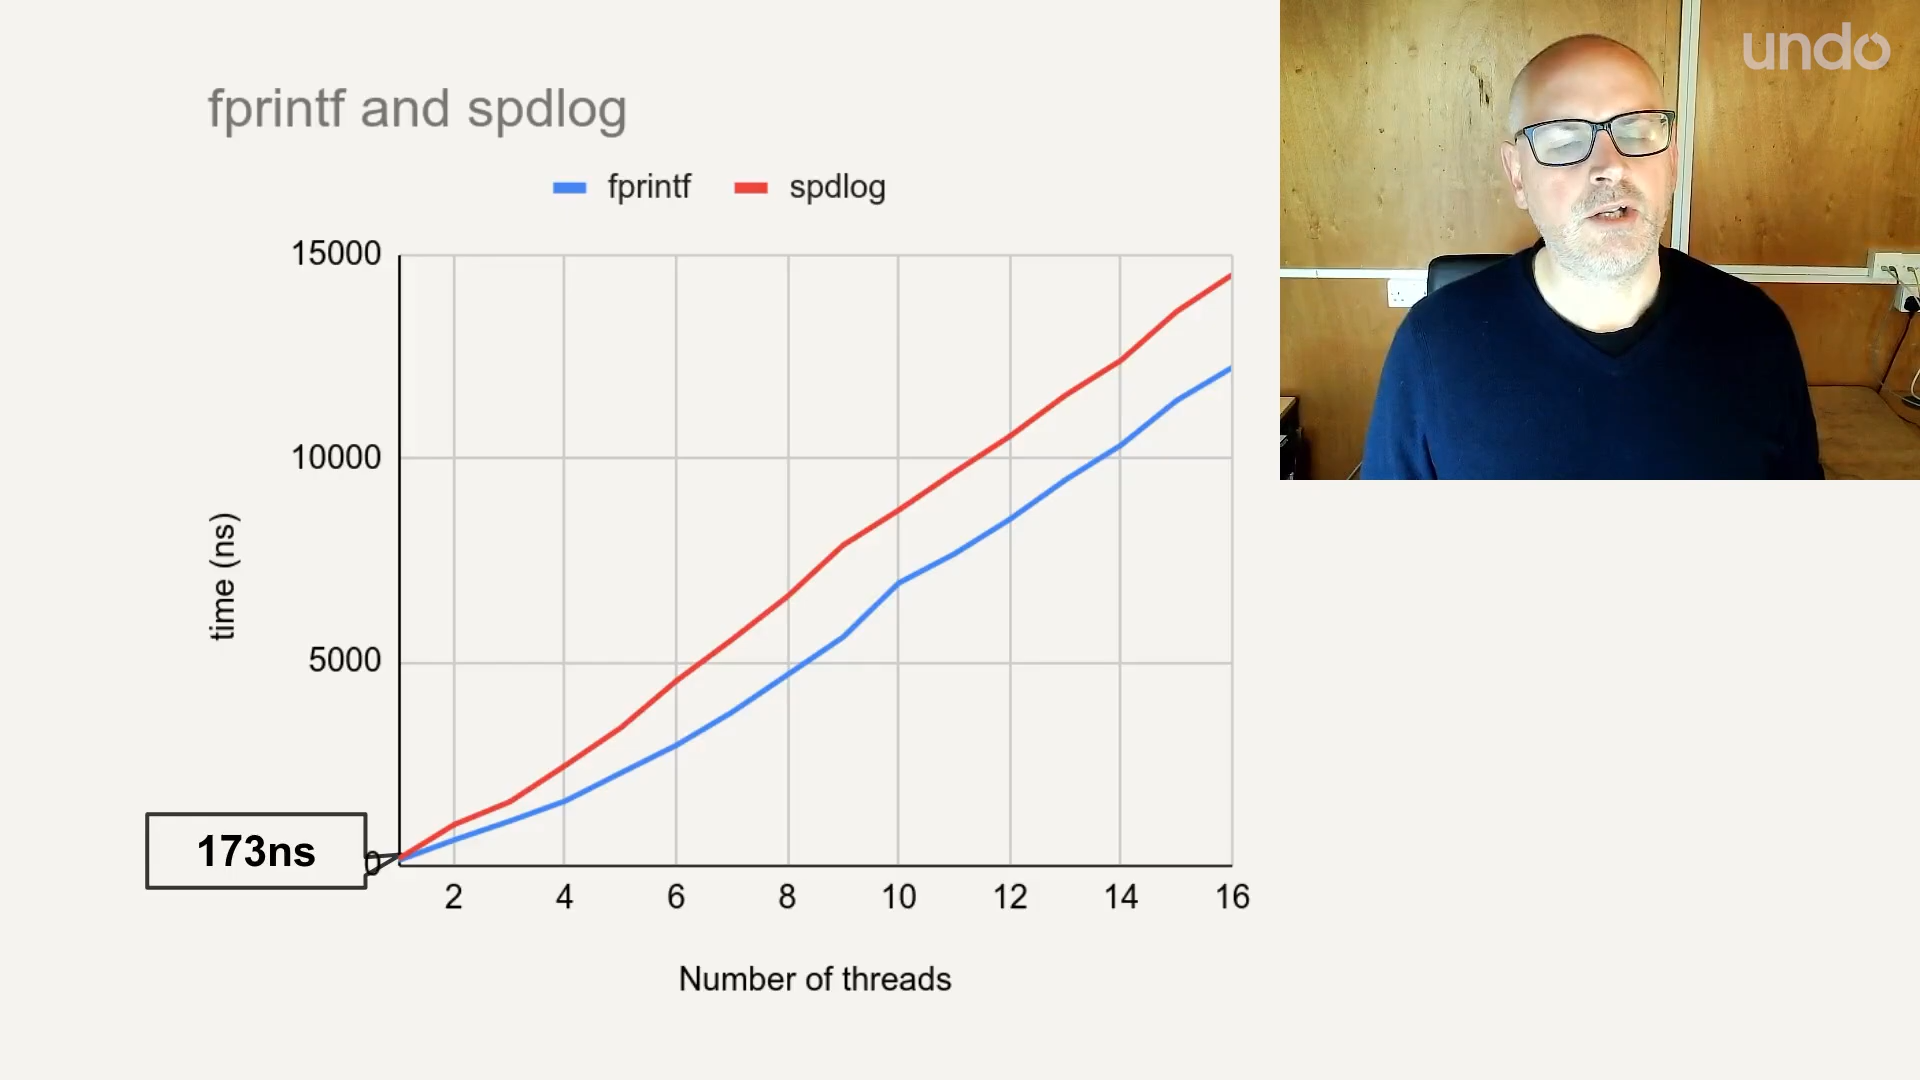 undo
fprintf and spdlog
fprintf spdlog
15000
10000
5000
0
time (ns)
173ns
2 4 6 8 10 12 14 16
Number of threads